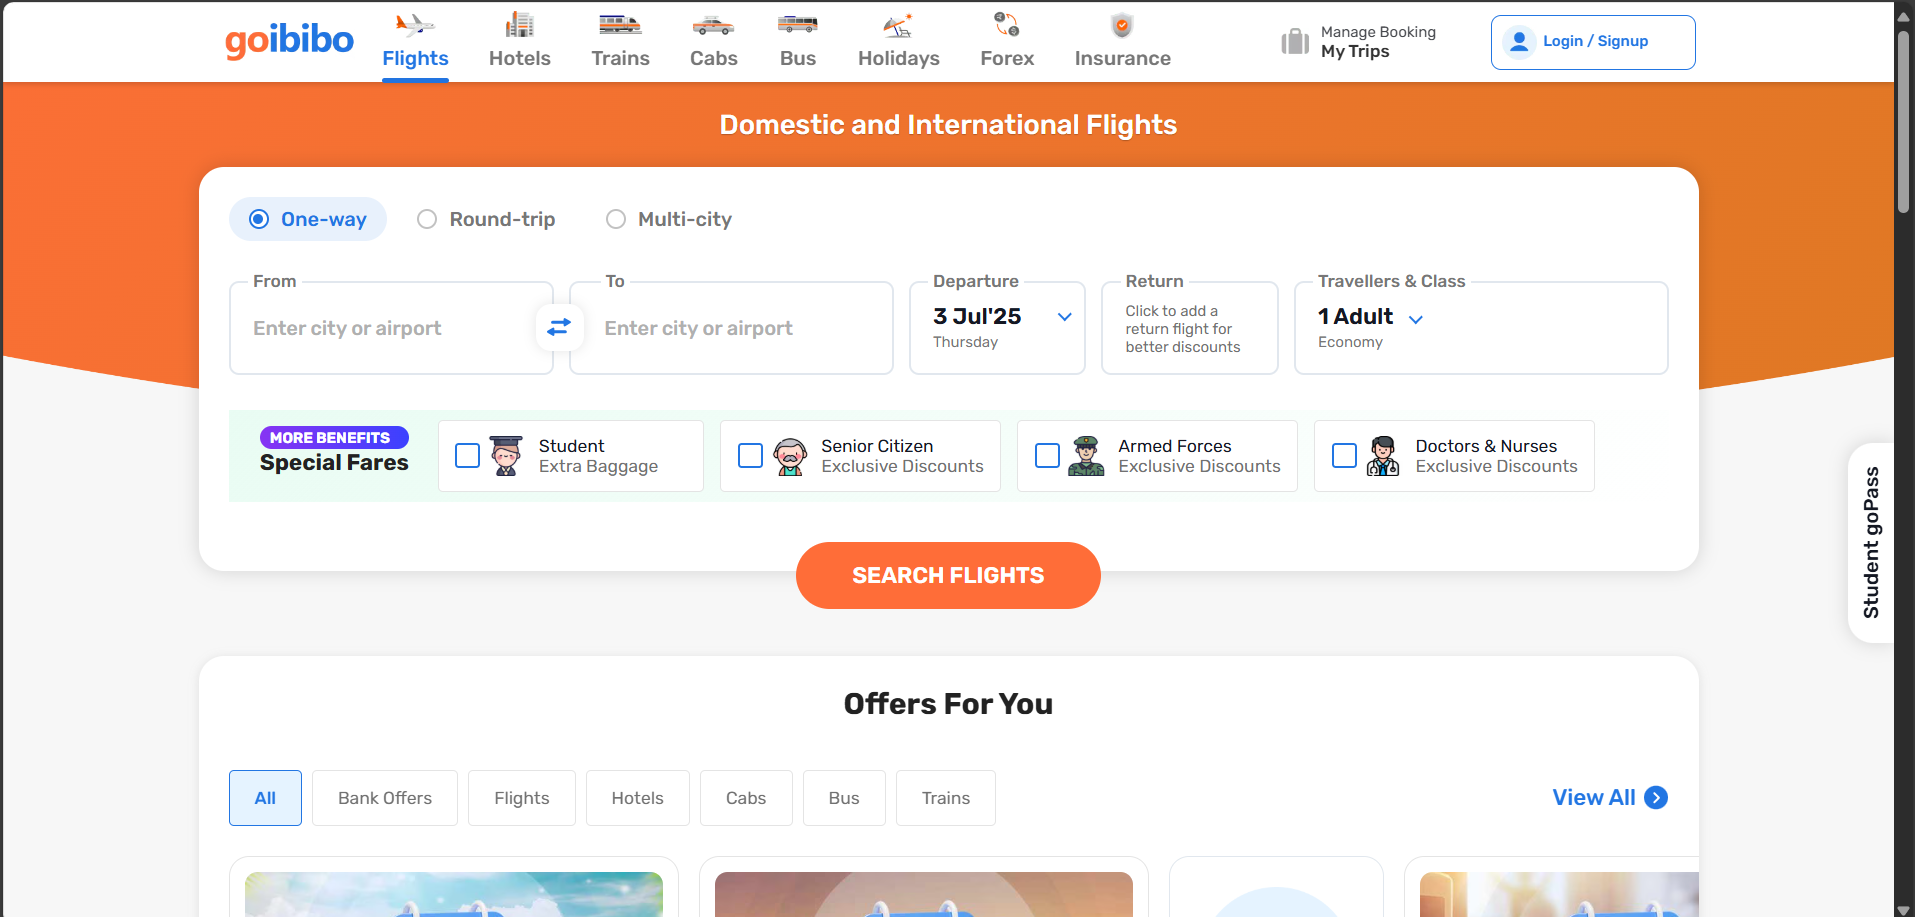 goibibo
Flights
Hotels
Trains
Cabs
Bus
Holidays
Forex
Insurance
Manage Booking
My Trips
Login / Signup
Domestic and International Flights
One-way
Round-trip
Multi-city
From
Enter city or airport
To
Enter city or airport
Departure
3 Jul'25
Thursday
Return
Click to add a
return flight for
better discounts
Travellers & Class
1 Adult
Economy
MORE BENEFITS
Special Fares
Student
Extra Baggage
Senior Citizen
Exclusive Discounts
Armed Forces
Exclusive Discounts
Doctors & Nurses
Exclusive Discounts
SEARCH FLIGHTS
Student goPass
Offers For You
All
Bank Offers
Flights
Hotels
Cabs
Bus
Trains
View All